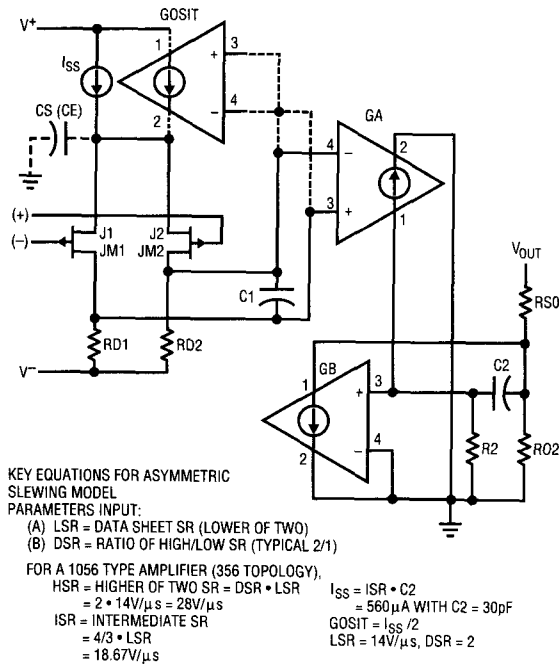 GOSIT
V+
1
3
ISS
+
CS (CE)
−
4
2
GA
4
−
2
(+)
J1
J2
3
+
1
(−)
JM1
JM2
VOUT
C1
RS0
RD1
RD2
C2
V−
1
GB
3
+
2
−
4
R2
RO2
KEY EQUATIONS FOR ASYMMETRIC
SLEWING MODEL
PARAMETERS INPUT:
(A) LSR = DATA SHEET SR (LOWER OF TWO)
(B) DSR = RATIO OF HIGH/LOW SR (TYPICAL 2/1)
FOR A 1056 TYPE AMPLIFIER (356 TOPOLOGY),
HSR = HIGHER OF TWO SR = DSR • LSR
= 2 • 14V/µs = 28V/µs
ISR = INTERMEDIATE SR
= 4/3 • LSR
= 18.67V/µs
ISS = ISR • C2
= 560µA WITH C2 = 30pF
GOSIT = ISS/2
LSR = 14V/µs, DSR = 2